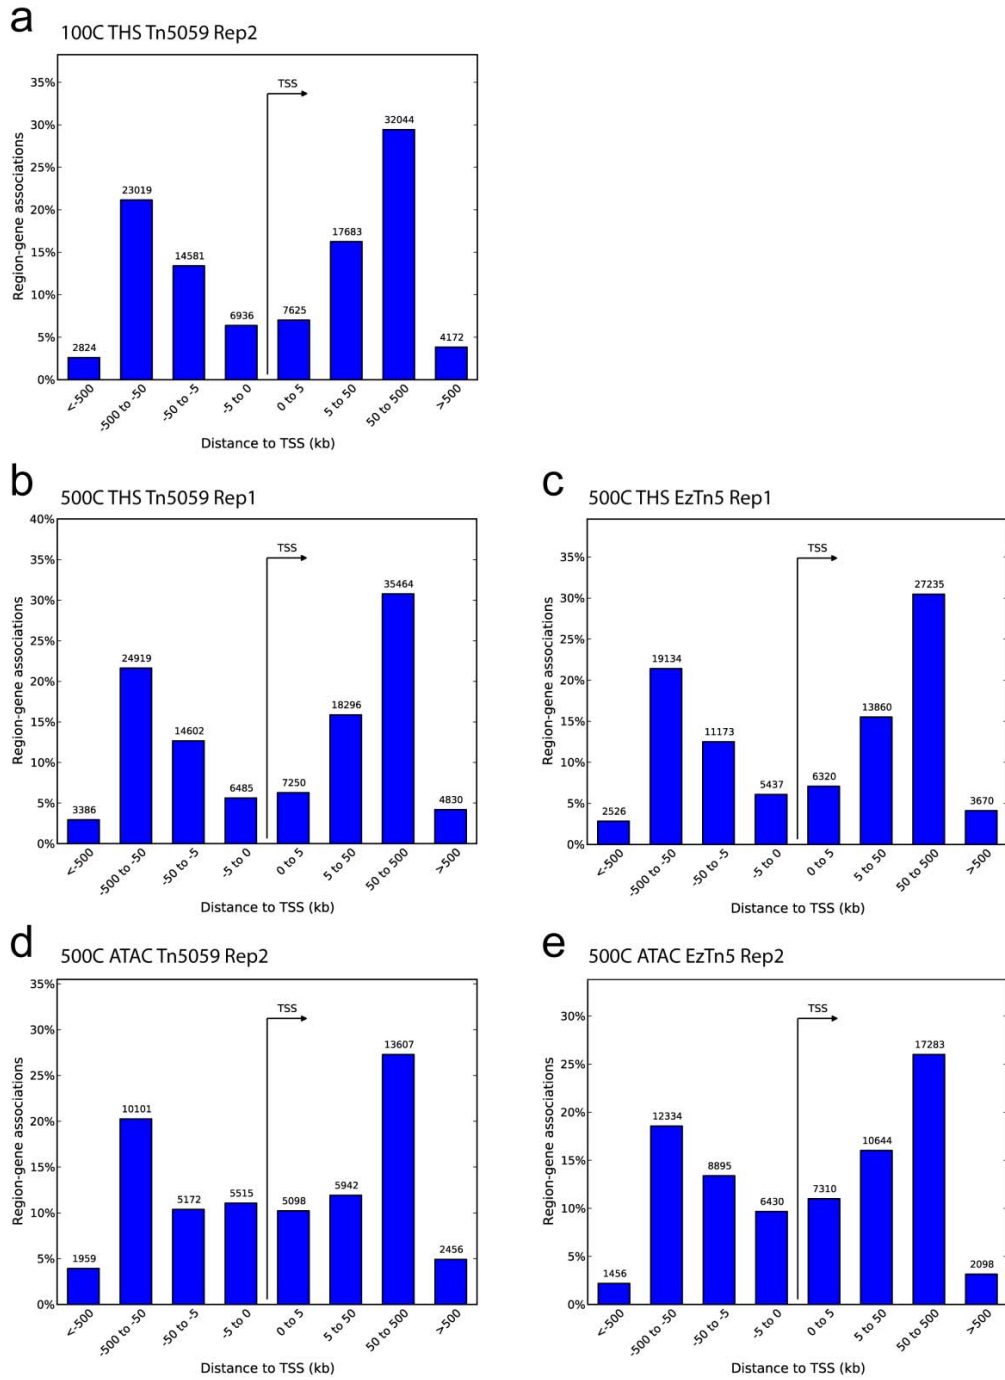 a
100C THS Tn5059 Rep2
35%
30%
25%
20%
15%
10%
5%
0%
Region-gene associations
TSS
2824
23019
14581
6936
7625
17683
32044
4172
<-500
-500 to -50
-50 to -5
-5 to 0
0 to 5
5 to 50
50 to 500
>500
Distance to TSS (kb)
b
500C THS Tn5059 Rep1
40%
35%
30%
25%
20%
15%
10%
5%
0%
Region-gene associations
TSS
3386
24919
14602
6485
7250
18296
35464
4830
<-500
-500 to -50
-50 to -5
-5 to 0
0 to 5
5 to 50
50 to 500
>500
Distance to TSS (kb)
c
500C THS EzTn5 Rep1
35%
30%
25%
20%
15%
10%
5%
0%
Region-gene associations
TSS
2526
19134
11173
5437
6320
13860
27235
3670
<-500
-500 to -50
-50 to -5
-5 to 0
0 to 5
5 to 50
50 to 500
>500
Distance to TSS (kb)
d
500C ATAC Tn5059 Rep2
35%
30%
25%
20%
15%
10%
5%
0%
Region-gene associations
TSS
1959
10101
5172
5515
5098
5942
13607
2456
<-500
-500 to -50
-50 to -5
-5 to 0
0 to 5
5 to 50
50 to 500
>500
Distance to TSS (kb)
e
500C ATAC EzTn5 Rep2
30%
25%
20%
15%
10%
5%
0%
Region-gene associations
TSS
1456
12334
8895
6430
7310
10644
17283
2098
<-500
-500 to -50
-50 to -5
-5 to 0
0 to 5
5 to 50
50 to 500
>500
Distance to TSS (kb)